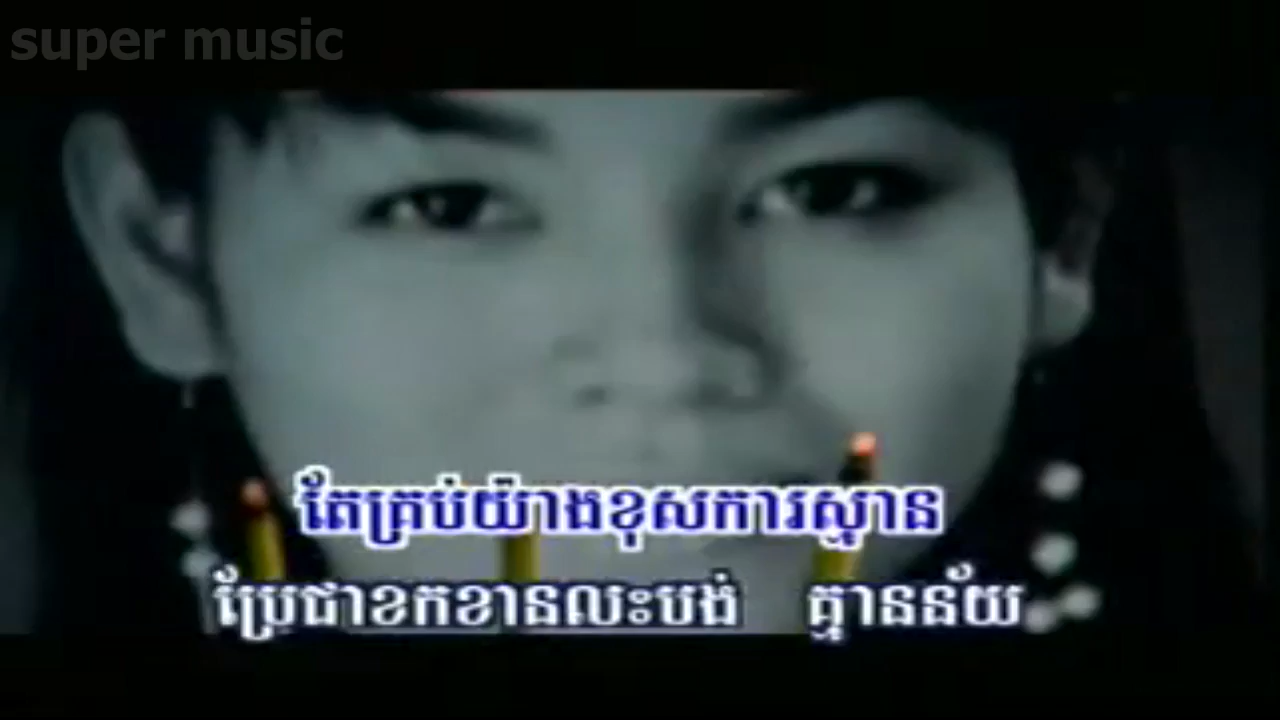 super music
តែគ្រប់យ៉ាងខុសការស្មាន
ប្រែជាខកខានលះបង់ គ្មានន័យ